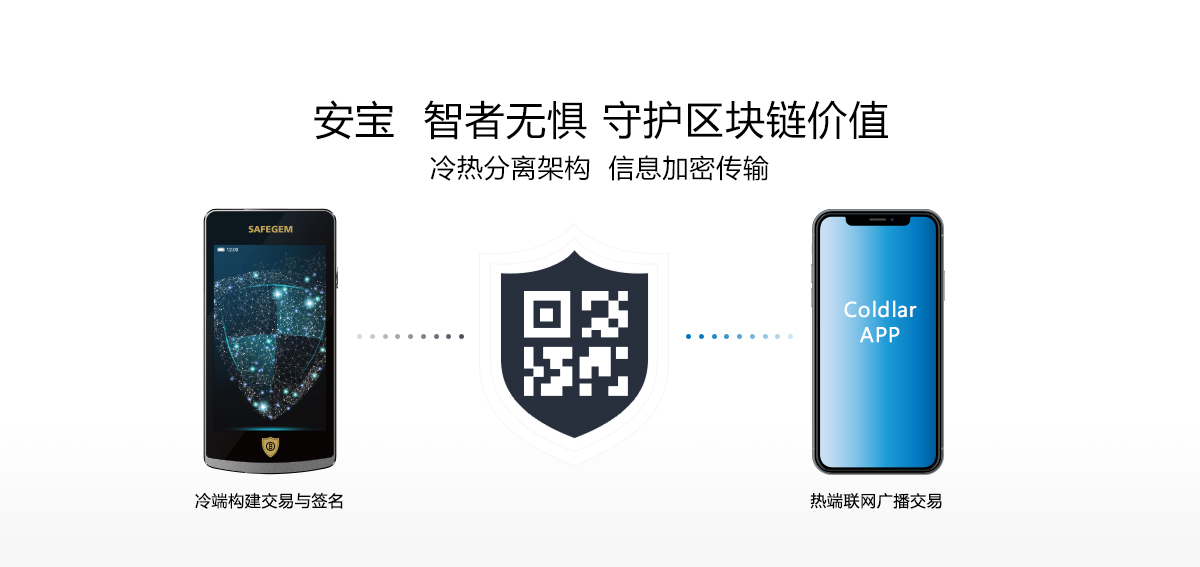 安宝 智者无惧 守护区块链价值
冷热分离架构 信息加密传输
SAFEGEM
12:00
Coldlar
APP
冷端构建交易与签名
热端联网广播交易